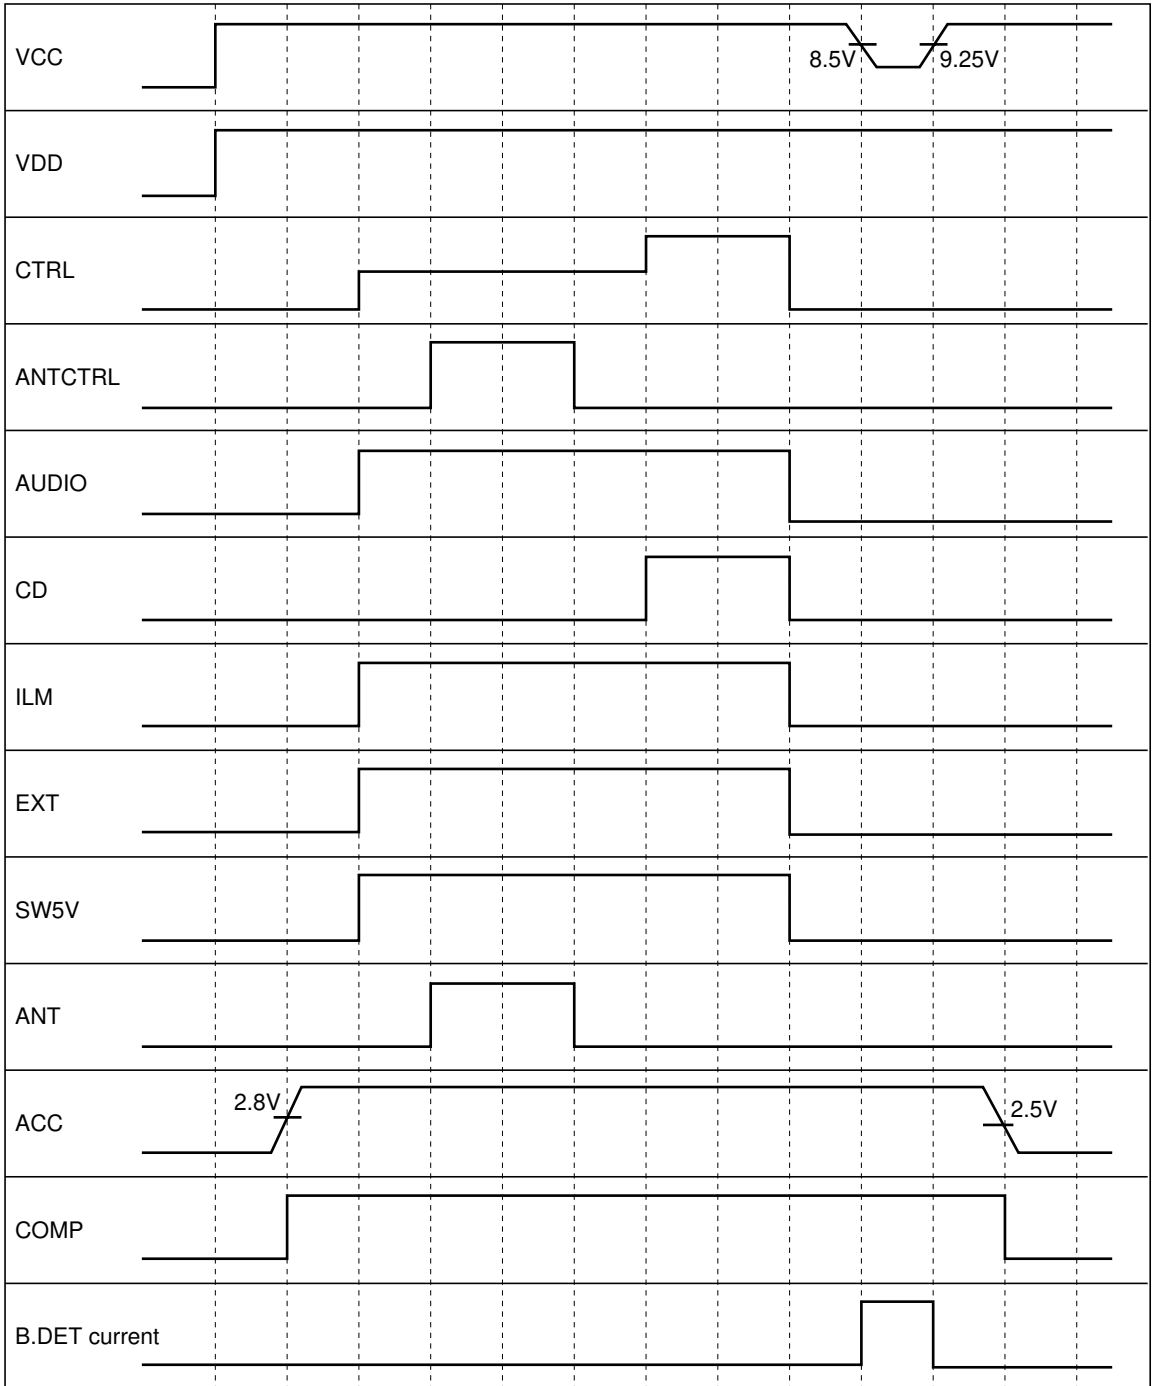 VCC
8.5V
9.25V
VDD
CTRL
ANTCTRL
AUDIO
CD
ILM
EXT
SW5V
ANT
2.8V
ACC
2.5V
COMP
B.DET current